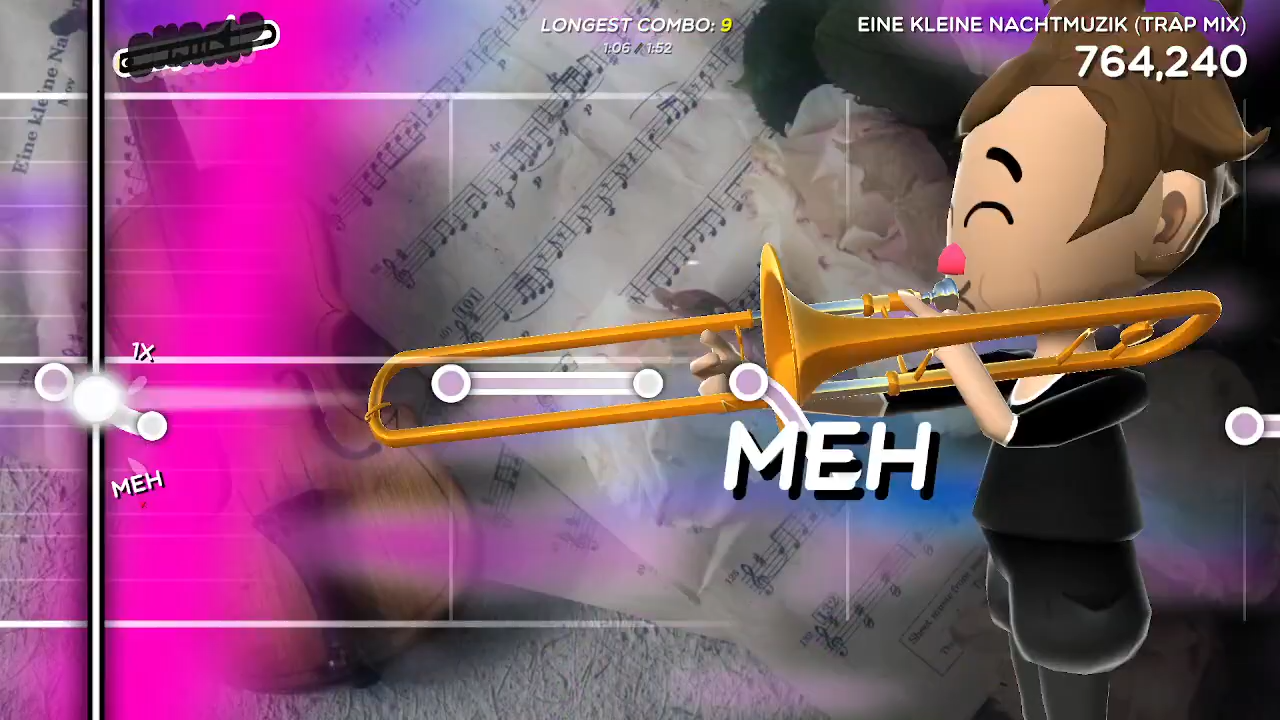 LONGEST COMBO: 9
1:06 / 1:52
EINE KLEINE NACHTMUZIK (TRAP MIX)
764,240
Eine kleine Na
1X
MEH
MEH
101